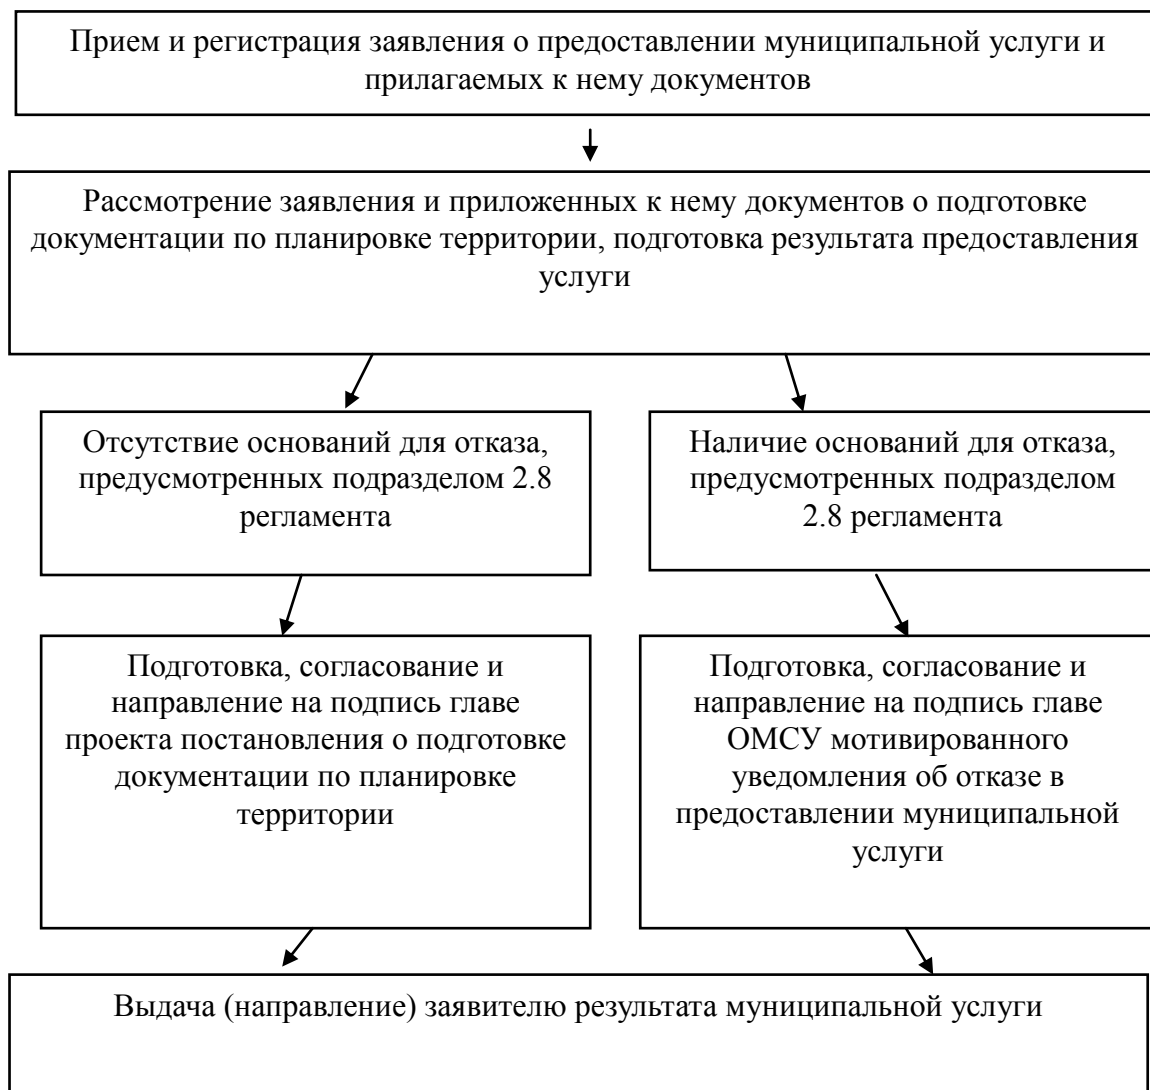 Прием и регистрация заявления о предоставлении муниципальной услуги и
прилагаемых к нему документов
Рассмотрение заявления и приложенных к нему документов о подготовке
документации по планировке территории, подготовка результата предоставления
услуги
Отсутствие оснований для отказа,
предусмотренных подразделом 2.8
регламента
Наличие оснований для отказа,
предусмотренных подразделом
2.8 регламента
Подготовка, согласование и
направление на подпись главе
проекта постановления о подготовке
документации по планировке
территории
Подготовка, согласование и
направление на подпись главе
ОМСУ мотивированного
уведомления об отказе в
предоставлении муниципальной
услуги
Выдача (направление) заявителю результата муниципальной услуги